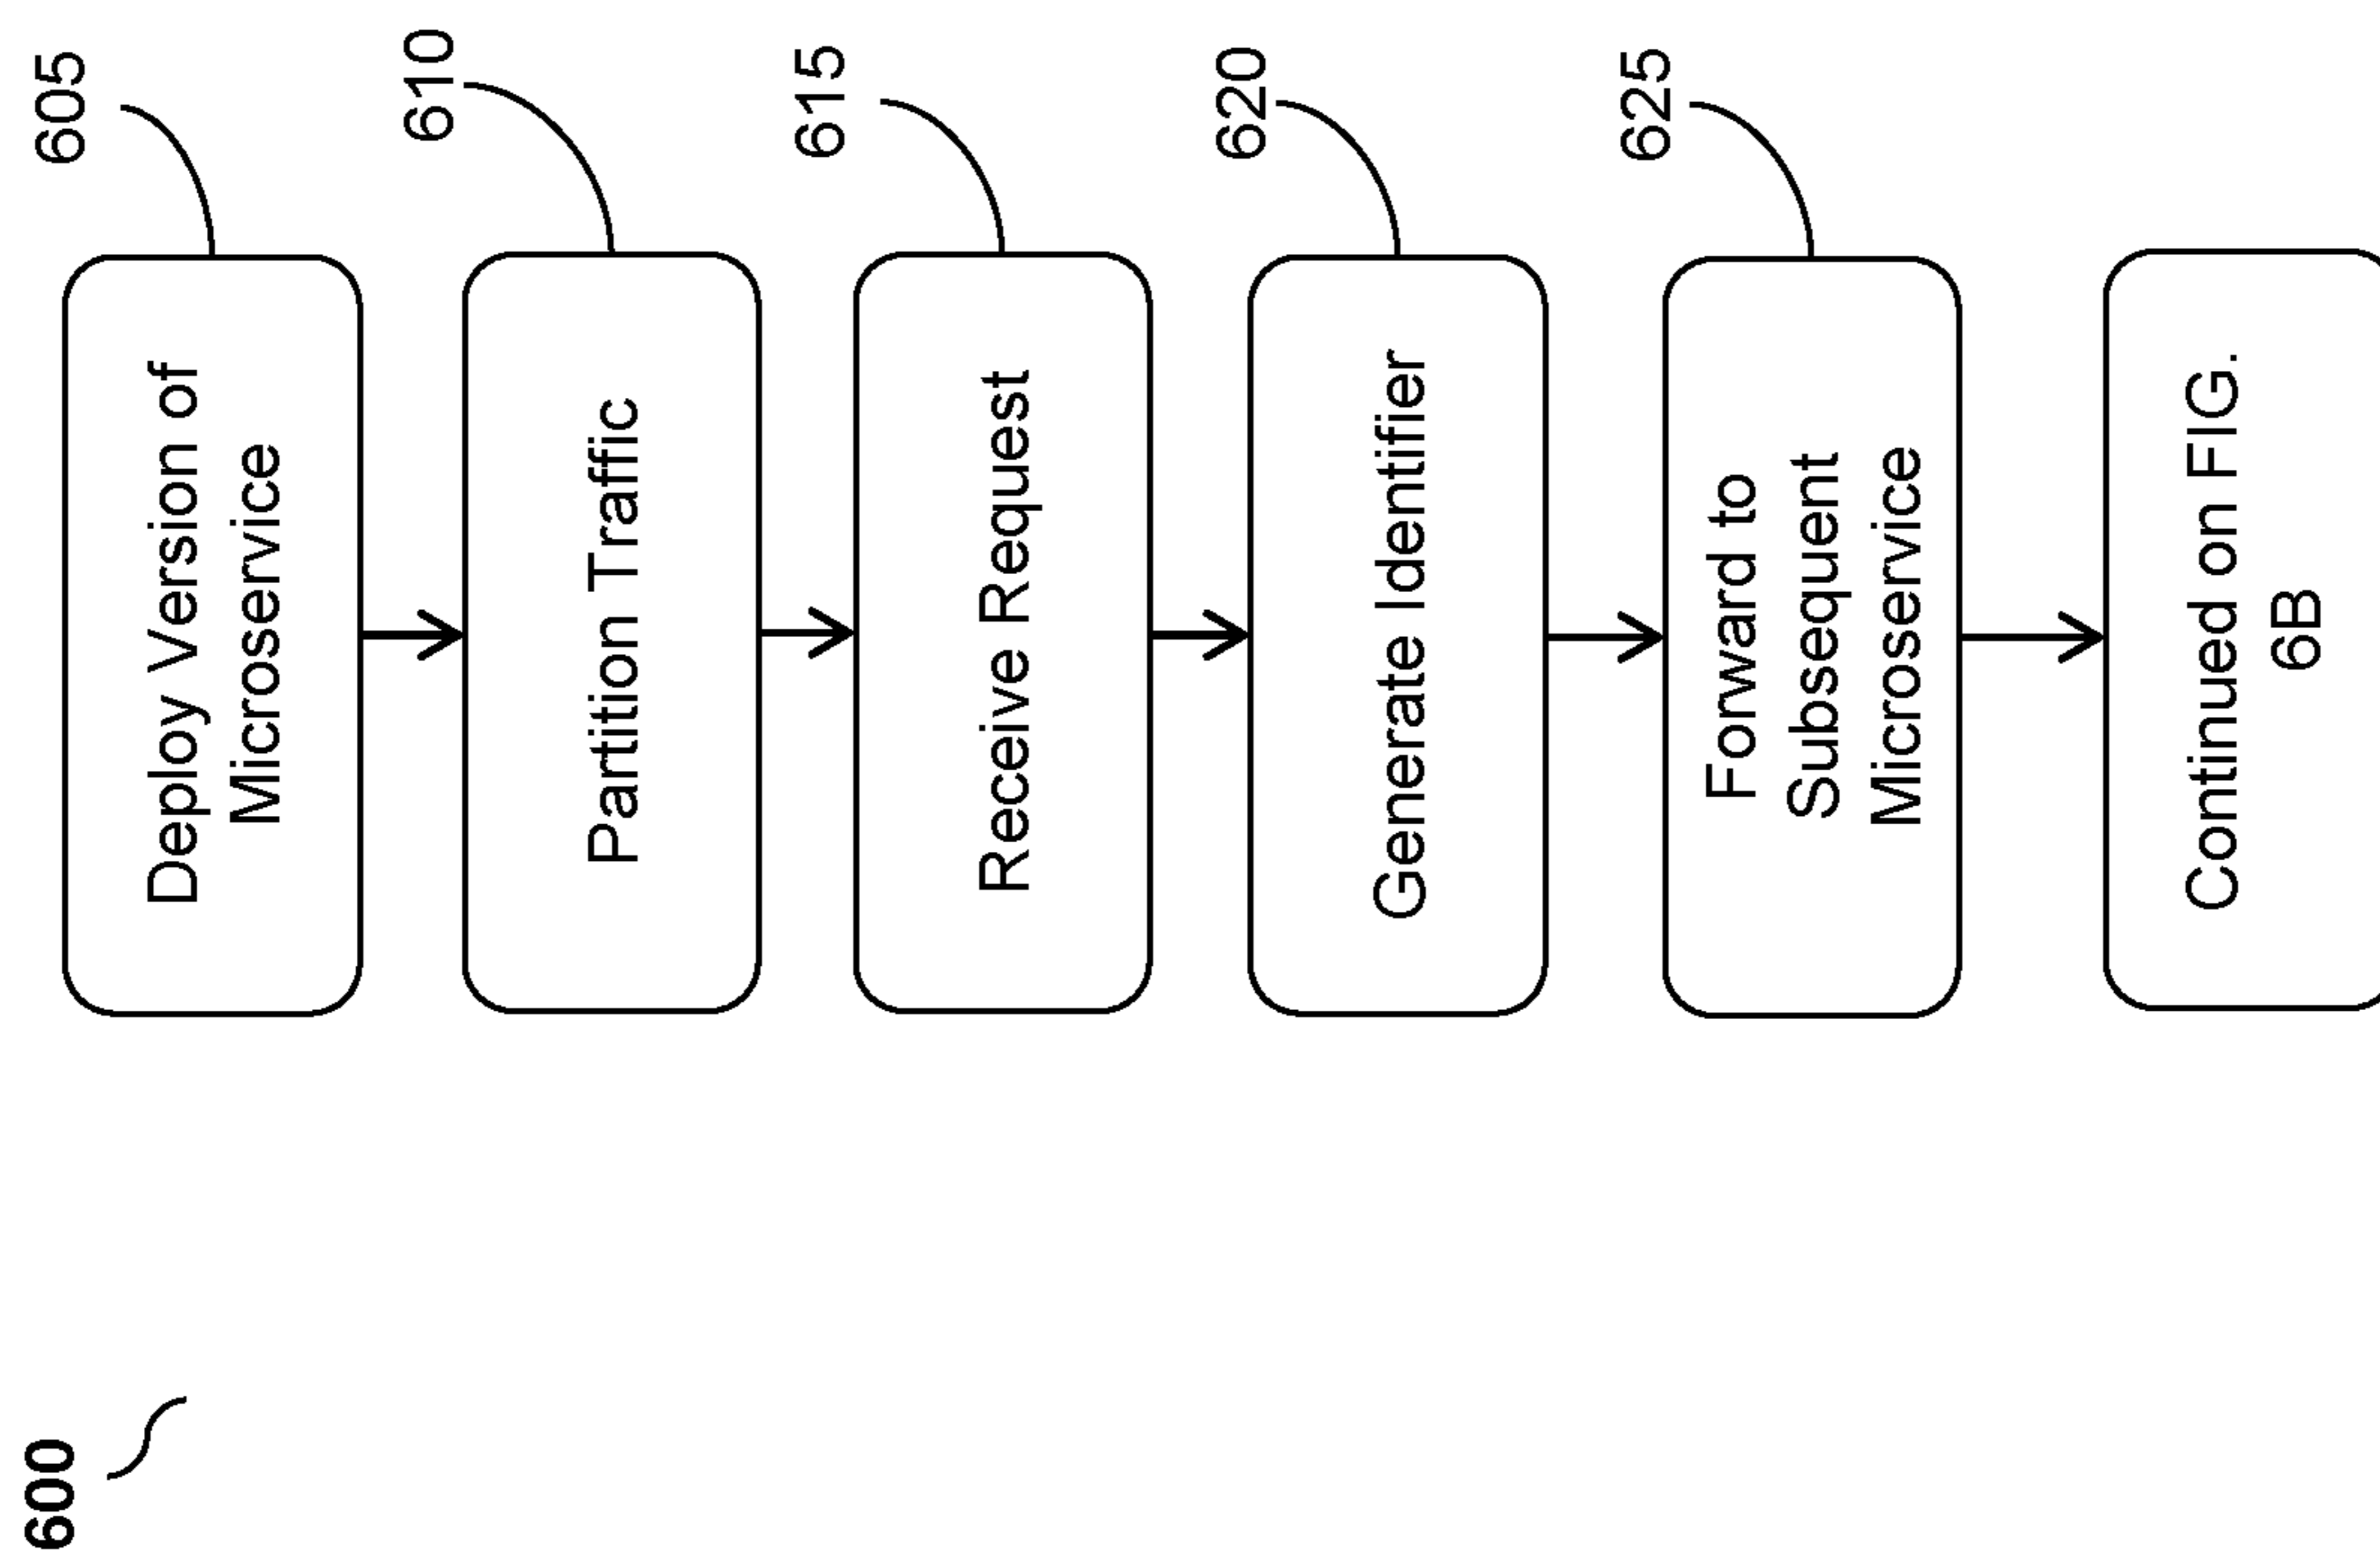 600
Deploy Version of
Microservice
605
Partition Traffic
610
Receive Request
615
Generate Identifier
620
Forward to
Subsequent
Microservice
625
Continued on FIG.
6B